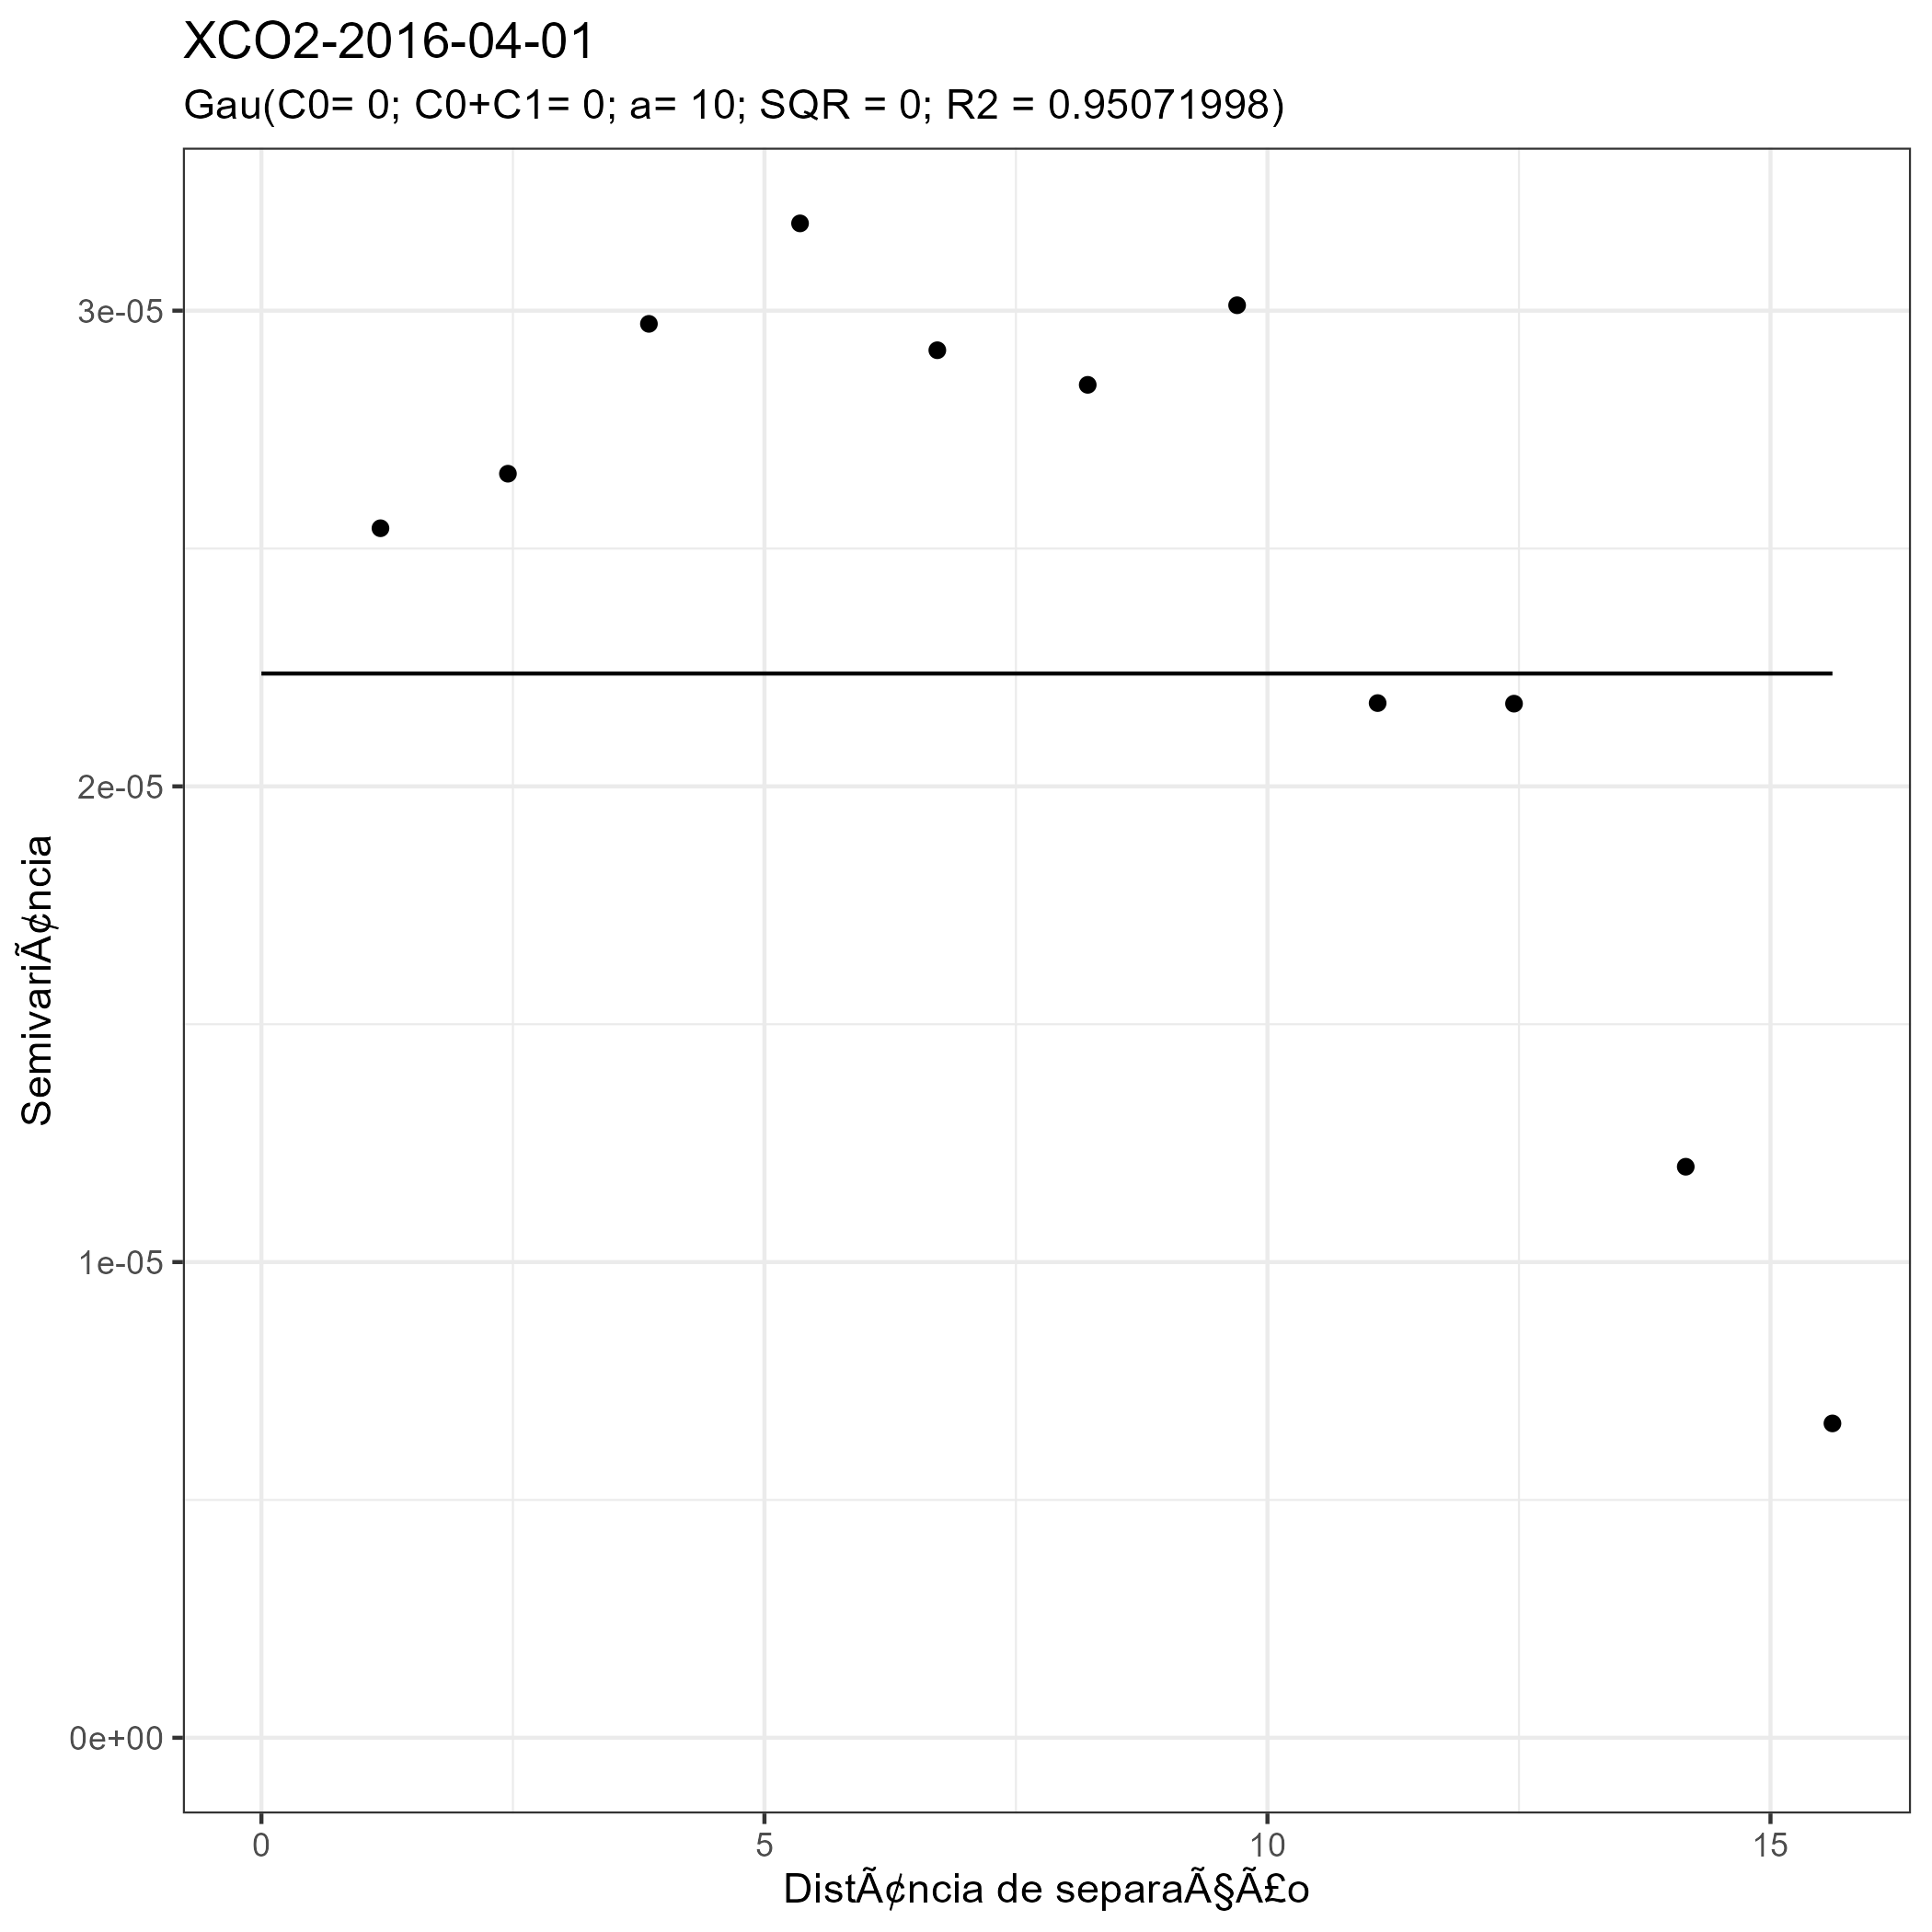 XCO2-2016-04-01
Gau(C0= 0; C0+C1= 0; a= 10; SQR = 0; R2 = 0.95071998)
3e-05
2e-05
1e-05
0e+00
SemivariÃ¢ncia
0 5 10 15
DistÃ¢ncia de separaÃ§Ã£o